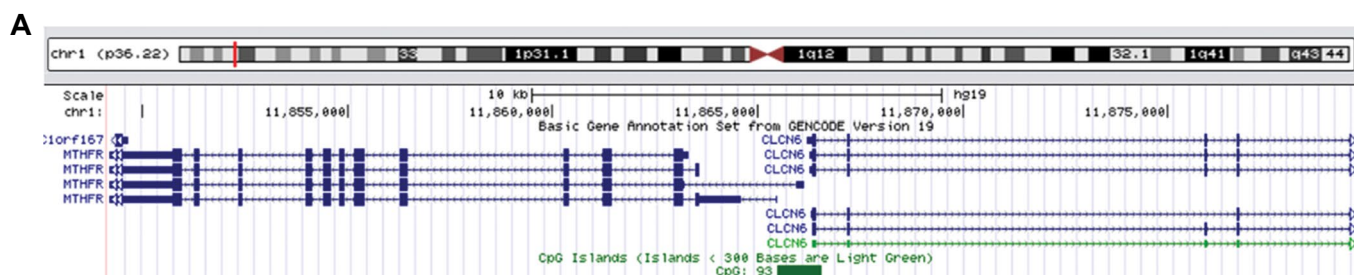 A
chr1 (p36.22) 33 1p31.1 1q12 32.1 1q41 q43 44
Scale 10 kb hg19
chr1: 11,855,000 11,860,000 11,865,000 11,870,000 11,875,000
Basic Gene Annotation Set from GENCODE Version 19
C1orf167 CLCN6
MTHFR CLCN6
MTHFR CLCN6
MTHFR
MTHFR
CLCN6
CLCN6
CLCN6
CpG Islands (Islands < 300 Bases are Light Green)
CpG: 93